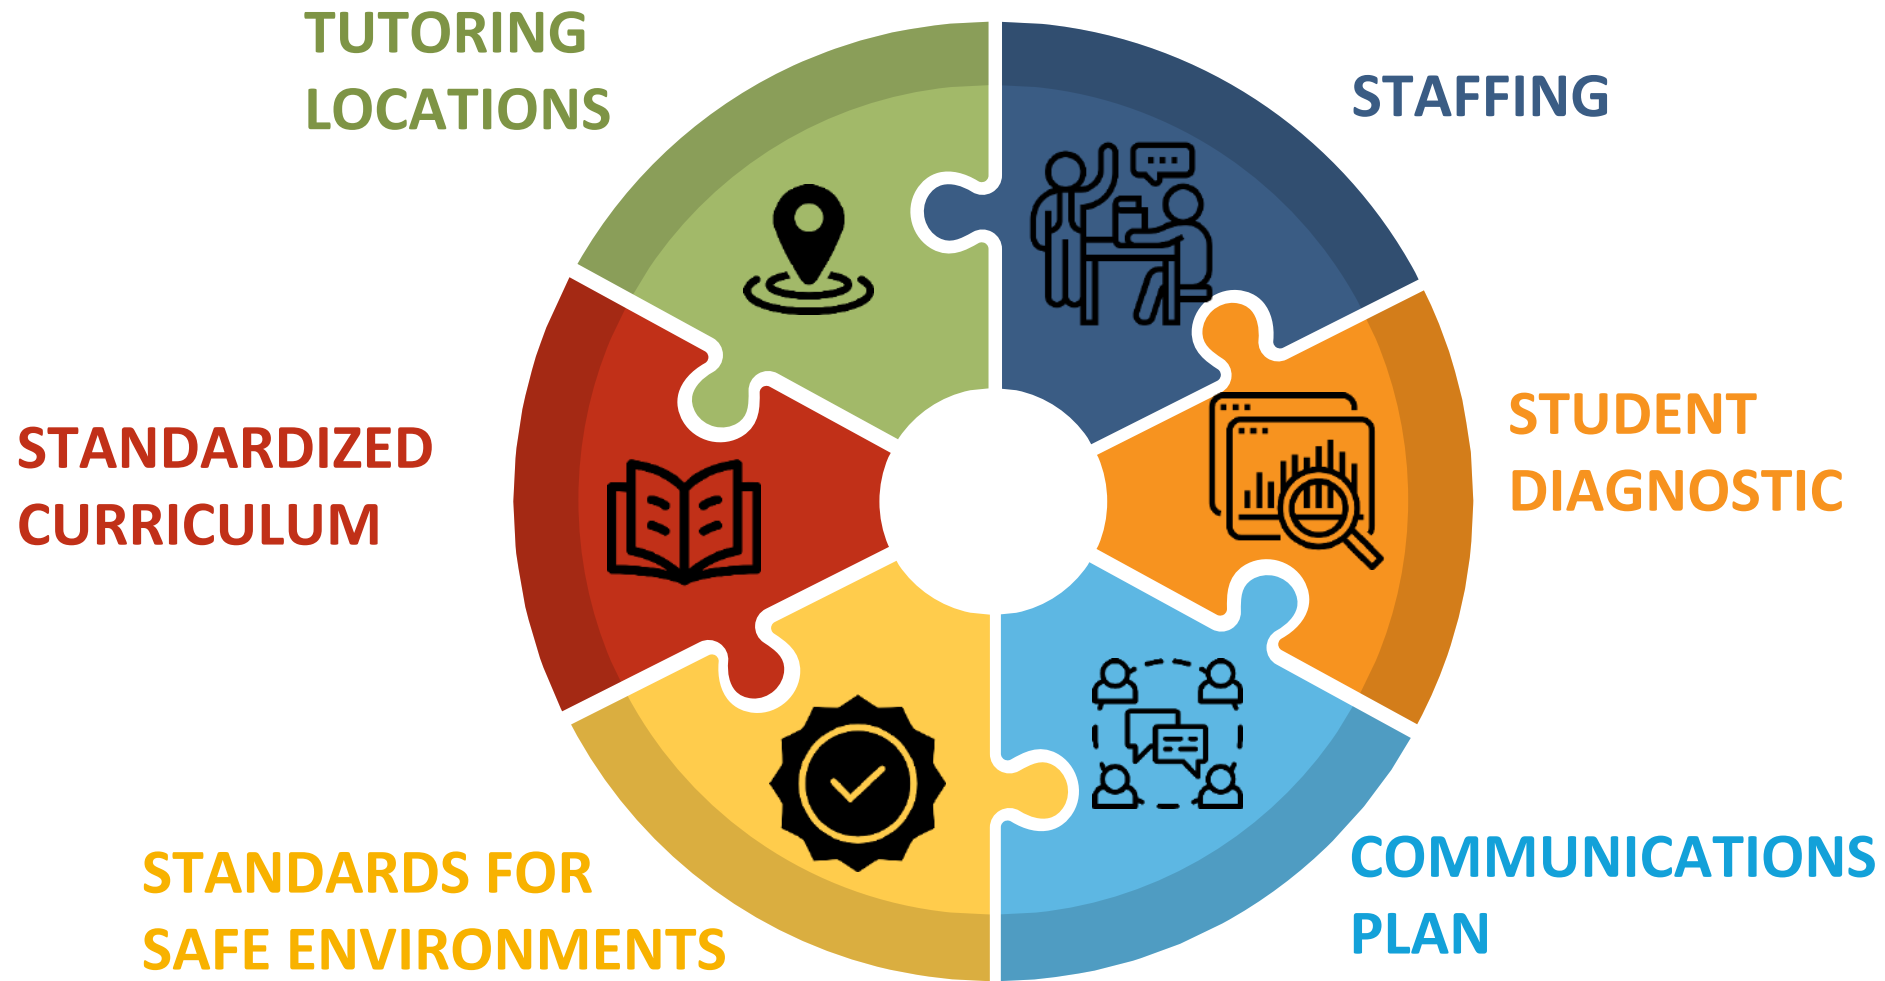 TUTORING
LOCATIONS
STAFFING
STUDENT
DIAGNOSTIC
COMMUNICATIONS
PLAN
STANDARDS FOR
SAFE ENVIRONMENTS
STANDARDIZED
CURRICULUM